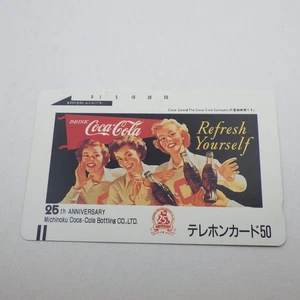 DRINK
Coca-Cola
Refresh
Yourself
25th ANNIVERSARY
Michinoku Coca-Cola Bottling CO.,LTD.
25
テレホンカード50